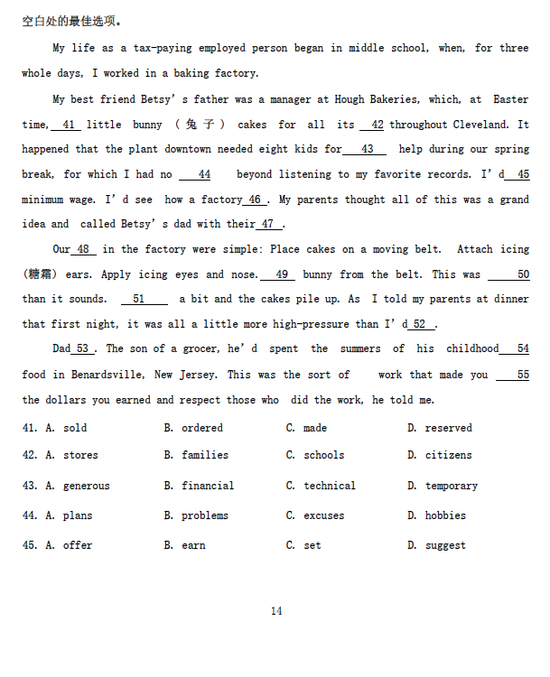 空白处的最佳选项。
My life as a tax-paying employed person began in middle school, when, for three
whole days, I worked in a baking factory.
My best friend Betsy's father was a manager at Hough Bakeries, which, at Easter
time, 41 little bunny (兔子) cakes for all its 42 throughout Cleveland. It
happened that the plant downtown needed eight kids for 43 help during our spring
break, for which I had no 44 beyond listening to my favorite records. I'd 45
minimum wage. I'd see how a factory 46 . My parents thought all of this was a grand
idea and called Betsy's dad with their 47 .
Our 48 in the factory were simple: Place cakes on a moving belt. Attach icing
(糖霜) ears. Apply icing eyes and nose. 49 bunny from the belt. This was 50
than it sounds. 51 a bit and the cakes pile up. As I told my parents at dinner
that first night, it was all a little more high-pressure than I'd 52 .
Dad 53 . The son of a grocer, he'd spent the summers of his childhood 54
food in Benardsville, New Jersey. This was the sort of work that made you 55
the dollars you earned and respect those who did the work, he told me.
41. A. sold B. ordered C. made D. reserved
42. A. stores B. families C. schools D. citizens
43. A. generous B. financial C. technical D. temporary
44. A. plans B. problems C. excuses D. hobbies
45. A. offer B. earn C. set D. suggest
14